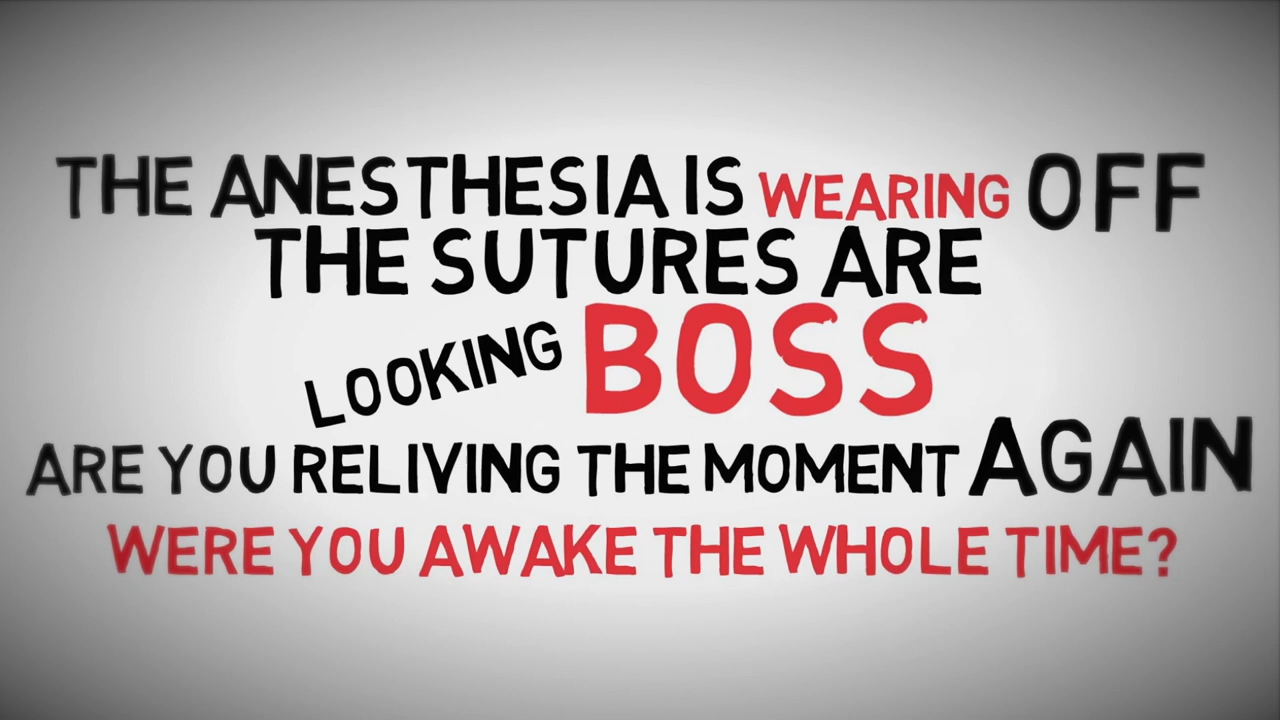 THE ANESTHESIA IS WEARING OFF
THE SUTURES ARE
LOOKING BOSS
ARE YOU RELIVING THE MOMENT AGAIN
WERE YOU AWAKE THE WHOLE TIME?